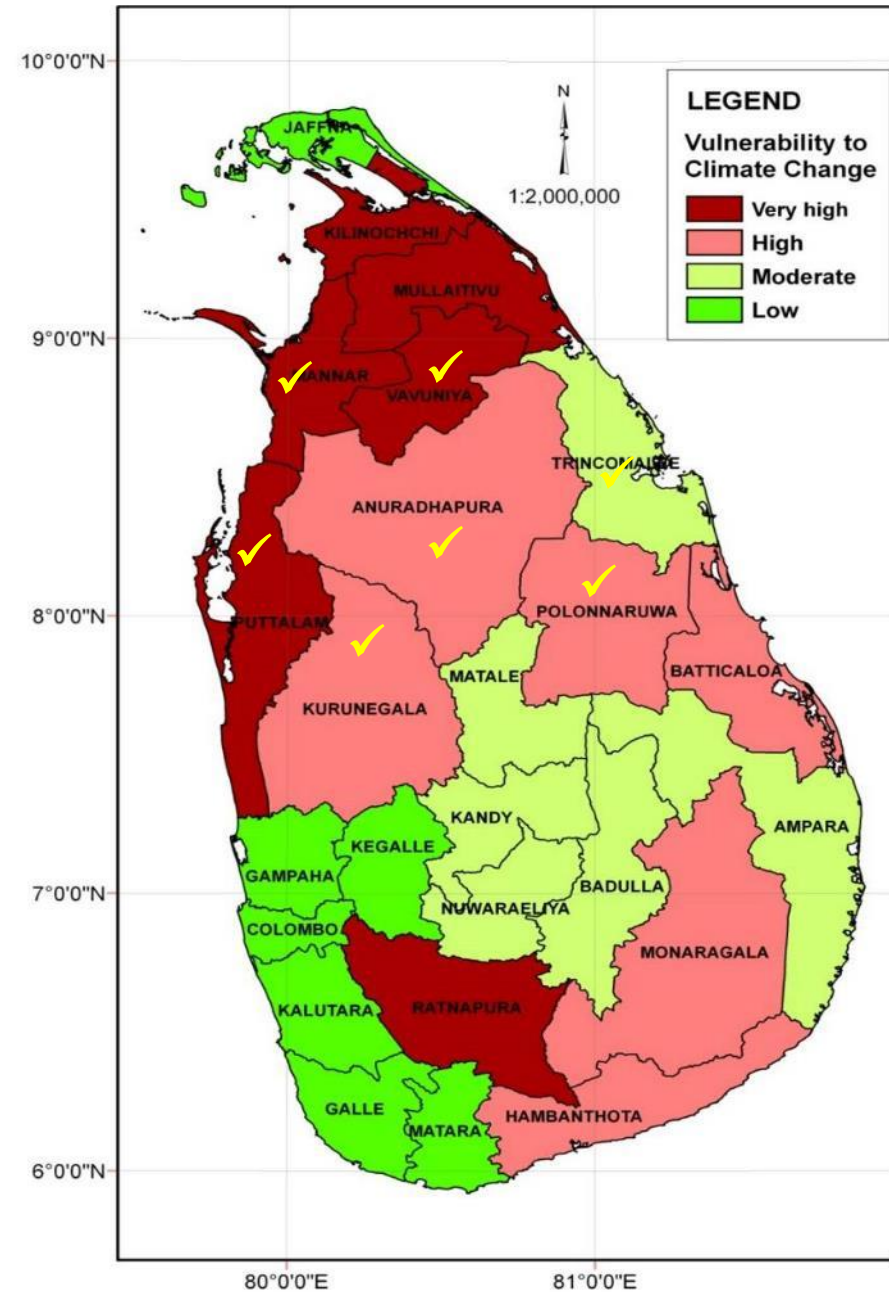 10°0'0"N
N
1:2,000,000
LEGEND
Vulnerability to
Climate Change
Very high
High
Moderate
Low
JAFFNA
KILINOCHCHI
MULLAITIVU
9°0'0"N
MANNAR
VAVUNIYA
TRINCOMALEE
ANURADHAPURA
8°0'0"N
POLONNARUWA
PUTTALAM
BATTICALOA
MATALE
KURUNEGALA
KANDY
AMPARA
KEGALLE
GAMPAHA
7°0'0"N
BADULLA
NUWARAELIYA
COLOMBO
MONARAGALA
KALUTARA
RATNAPURA
GALLE
HAMBANTHOTA
MATARA
6°0'0"N
80°0'0"E
81°0'0"E